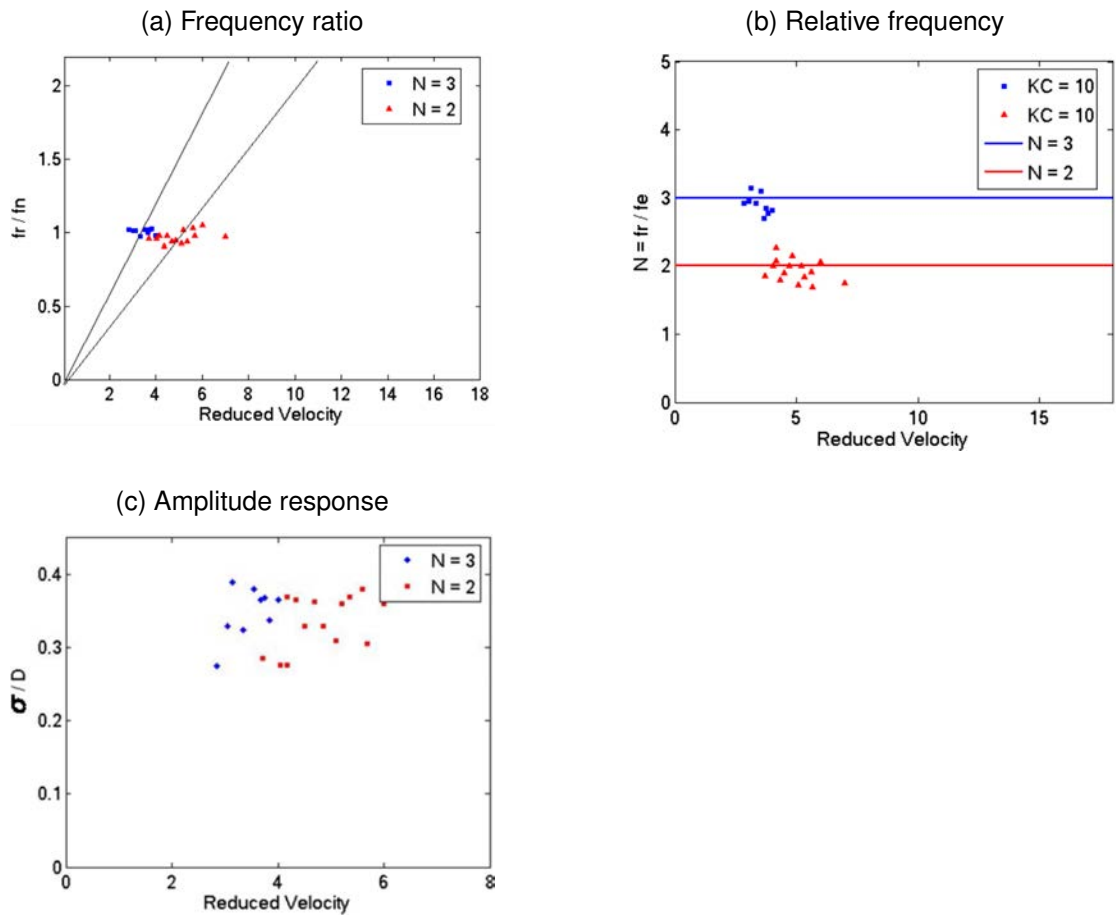 (a) Frequency ratio
2
1.5
1
0.5
0
fr / fn
N = 3
N = 2
2 4 6 8 10 12 14 16 18
Reduced Velocity
(b) Relative frequency
5
4
3
2
1
0
N = fr / fe
KC = 10
KC = 10
N = 3
N = 2
0 5 10 15
Reduced Velocity
(c) Amplitude response
0.4
0.3
0.2
0.1
0
σ / D
N = 3
N = 2
0 2 4 6 8
Reduced Velocity